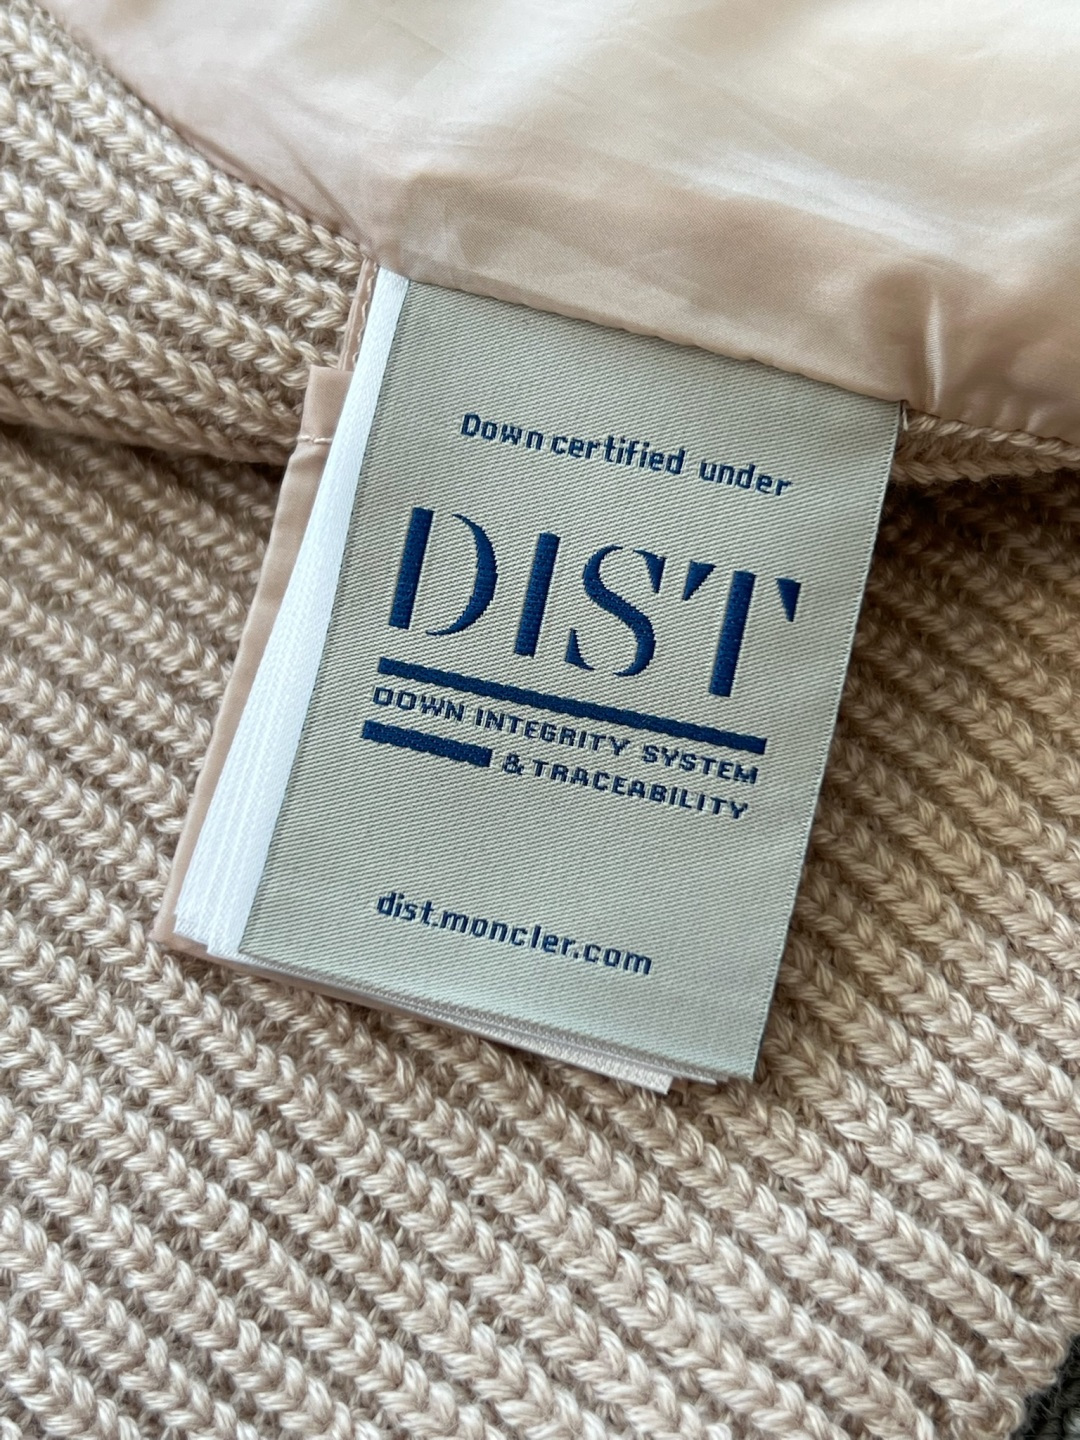 Down certified under
DIST
DOWN INTEGRITY SYSTEM
& TRACEABILITY
dist.moncler.com